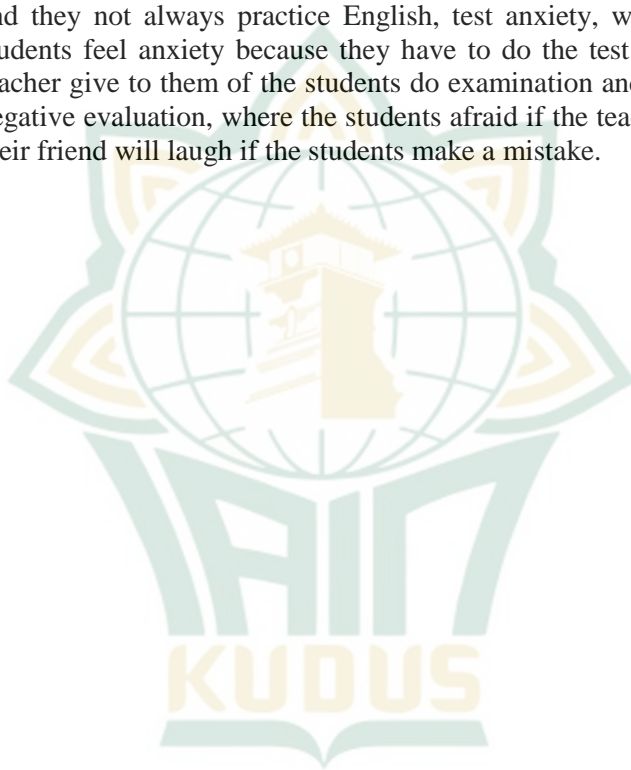 nd they not always practice English, test anxiety, w
udents feel anxiety because they have to do the test
acher give to them of the students do examination and
egative evaluation, where the students afraid if the tea
eir friend will laugh if the students make a mistake.
IAIN
KUDUS